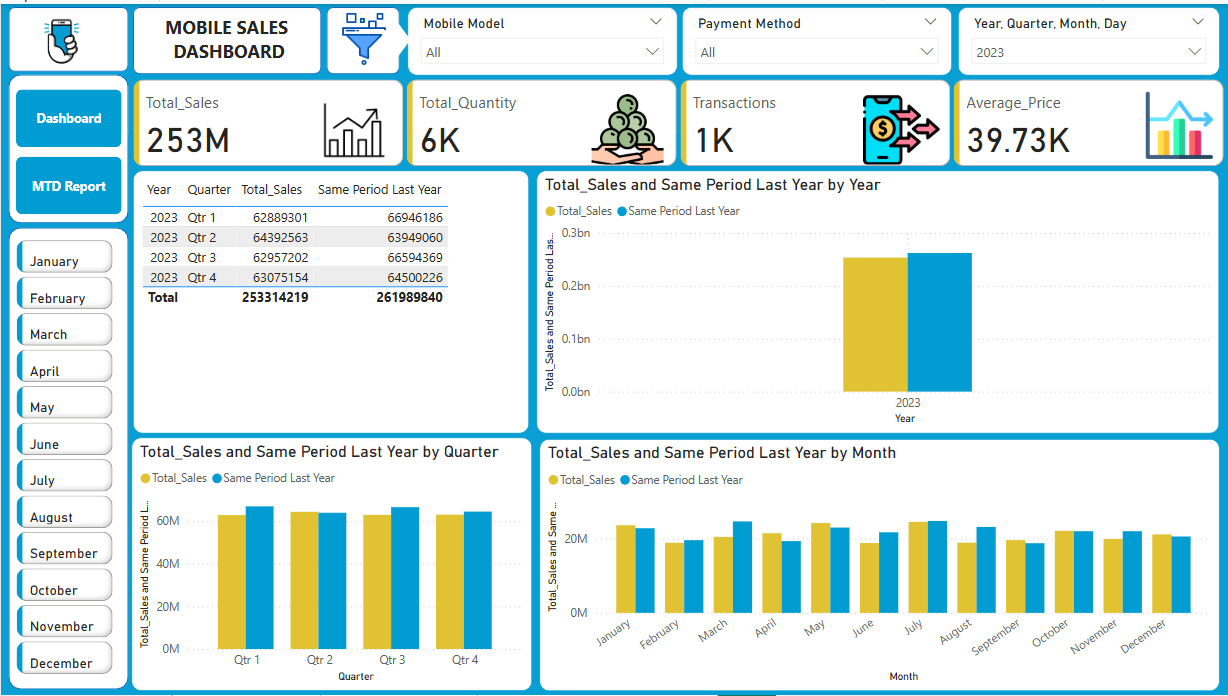 MOBILE SALES
DASHBOARD
Mobile Model
All
Payment Method
All
Year, Quarter, Month, Day
2023
Dashboard
MTD Report
Total_Sales
253M
Total_Quantity
6K
Transactions
1K
Average_Price
39.73K
January
February
March
April
May
June
July
August
September
October
November
December
Year Quarter Total_Sales Same Period Last Year
2023 Qtr 1 62889301 66946186
2023 Qtr 2 64392563 63949060
2023 Qtr 3 62957202 66594369
2023 Qtr 4 63075154 64500226
Total 253314219 261989840
Total_Sales and Same Period Last Year by Year
Total_Sales Same Period Last Year
Total_Sales and Same Period Las...
0.3bn
0.2bn
0.1bn
0.0bn
2023
Year
Total_Sales and Same Period Last Year by Quarter
Total_Sales Same Period Last Year
Total_Sales and Same Period L...
60M
40M
20M
0M
Qtr 1 Qtr 2 Qtr 3 Qtr 4
Quarter
Total_Sales and Same Period Last Year by Month
Total_Sales Same Period Last Year
Total_Sales and Same ...
20M
0M
January February March April May June July August September October November December
Month